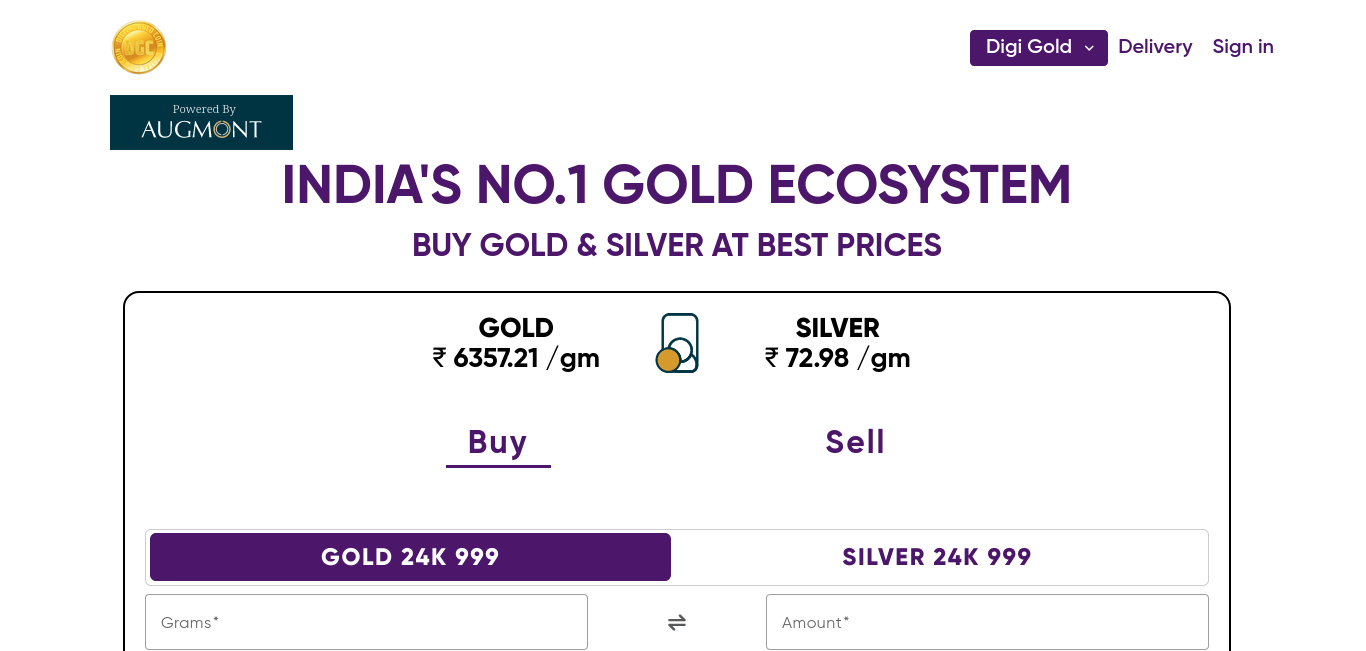 DGC
Digi Gold
Delivery
Sign in
Powered By
AUGMONT
INDIA'S NO.1 GOLD ECOSYSTEM
BUY GOLD & SILVER AT BEST PRICES
GOLD
₹ 6357.21 /gm
SILVER
₹ 72.98 /gm
Buy
Sell
GOLD 24K 999
SILVER 24K 999
Grams*
Amount*